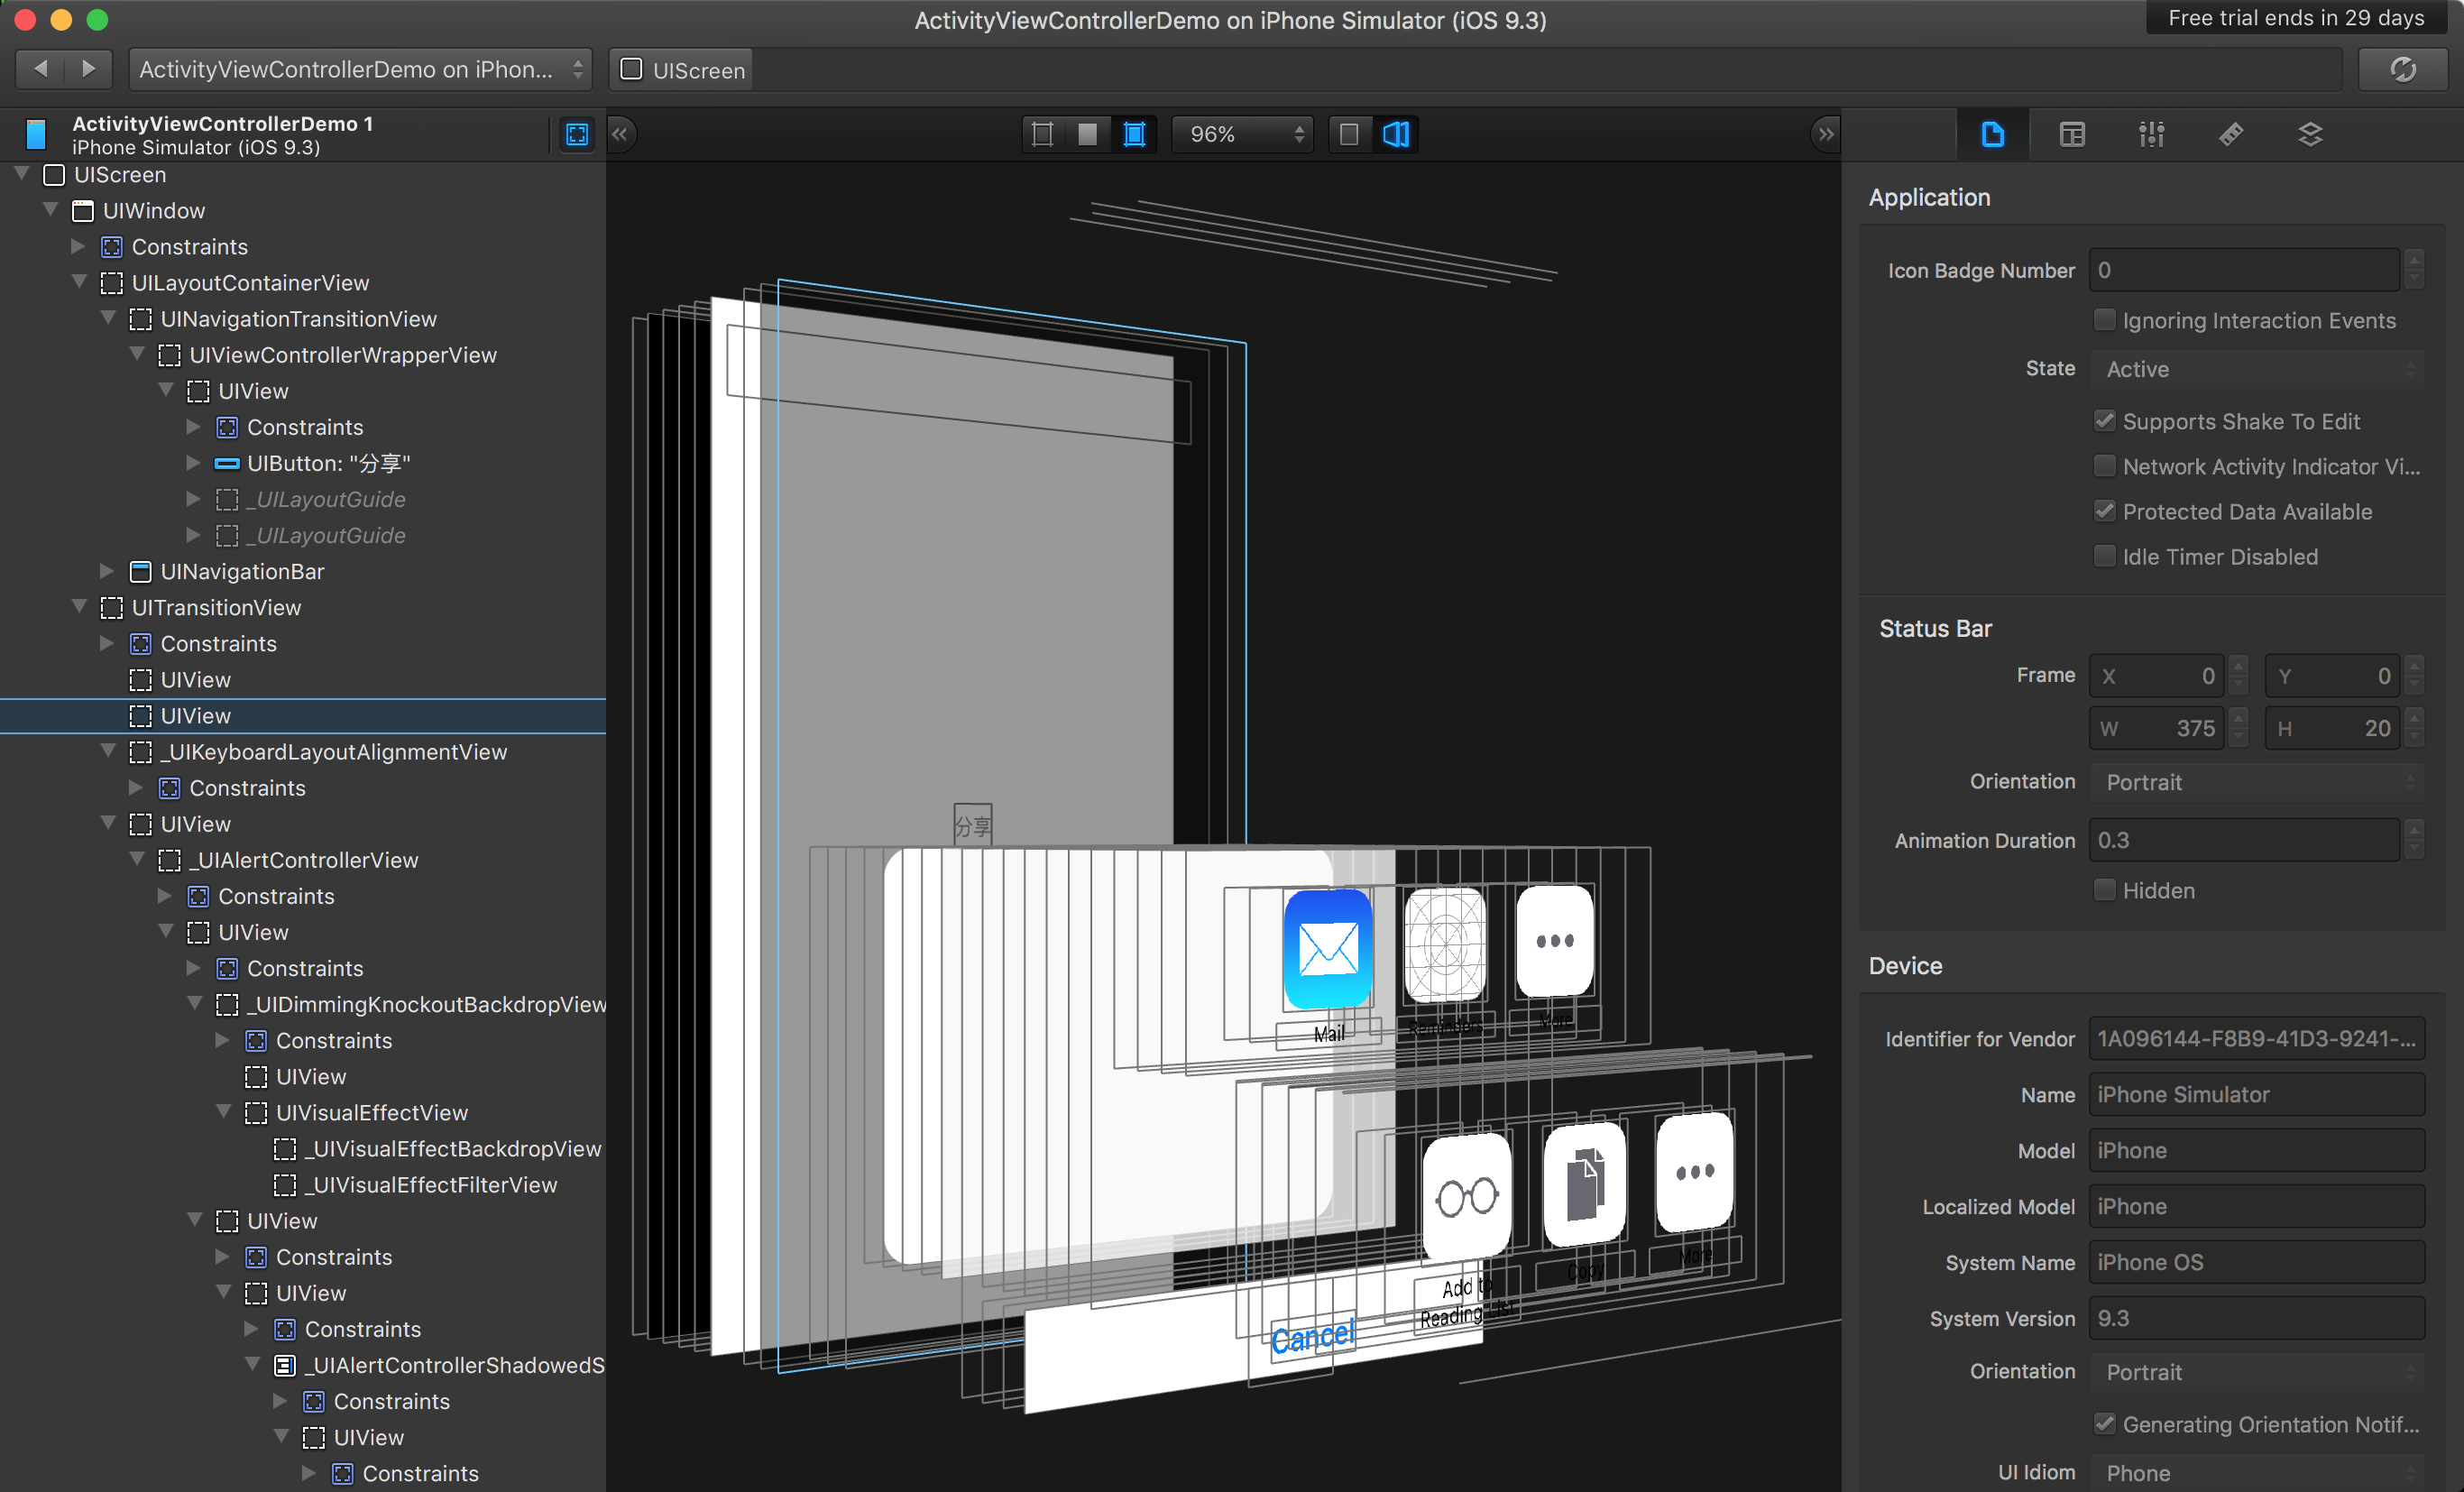 ActivityViewControllerDemo on iPhone Simulator (iOS 9.3)
Free trial ends in 29 days
ActivityViewControllerDemo on iPhon...
UIScreen
ActivityViewControllerDemo 1
iPhone Simulator (iOS 9.3)
96%
UIScreen
UIWindow
Constraints
UILayoutContainerView
UINavigationTransitionView
UIViewControllerWrapperView
UIView
Constraints
UIButton: "分享"
_UILayoutGuide
_UILayoutGuide
UINavigationBar
UITransitionView
Constraints
UIView
UIView
_UIKeyboardLayoutAlignmentView
Constraints
UIView
_UIAlertControllerView
Constraints
UIView
Constraints
_UIDimmingKnockoutBackdropView
Constraints
UIView
UIVisualEffectView
_UIVisualEffectBackdropView
_UIVisualEffectFilterView
UIView
Constraints
UIView
Constraints
_UIAlertControllerShadowedS
Constraints
UIView
Constraints
分享
Mail
Reminders
More
Add to
Reading List
Copy
More
Cancel
Application
Icon Badge Number 0
Ignoring Interaction Events
State Active
Supports Shake To Edit
Network Activity Indicator Vi...
Protected Data Available
Idle Timer Disabled
Status Bar
Frame X 0 Y 0
W 375 H 20
Orientation Portrait
Animation Duration 0.3
Hidden
Device
Identifier for Vendor 1A096144-F8B9-41D3-9241-...
Name iPhone Simulator
Model iPhone
Localized Model iPhone
System Name iPhone OS
System Version 9.3
Orientation Portrait
Generating Orientation Notif...
UI Idiom Phone